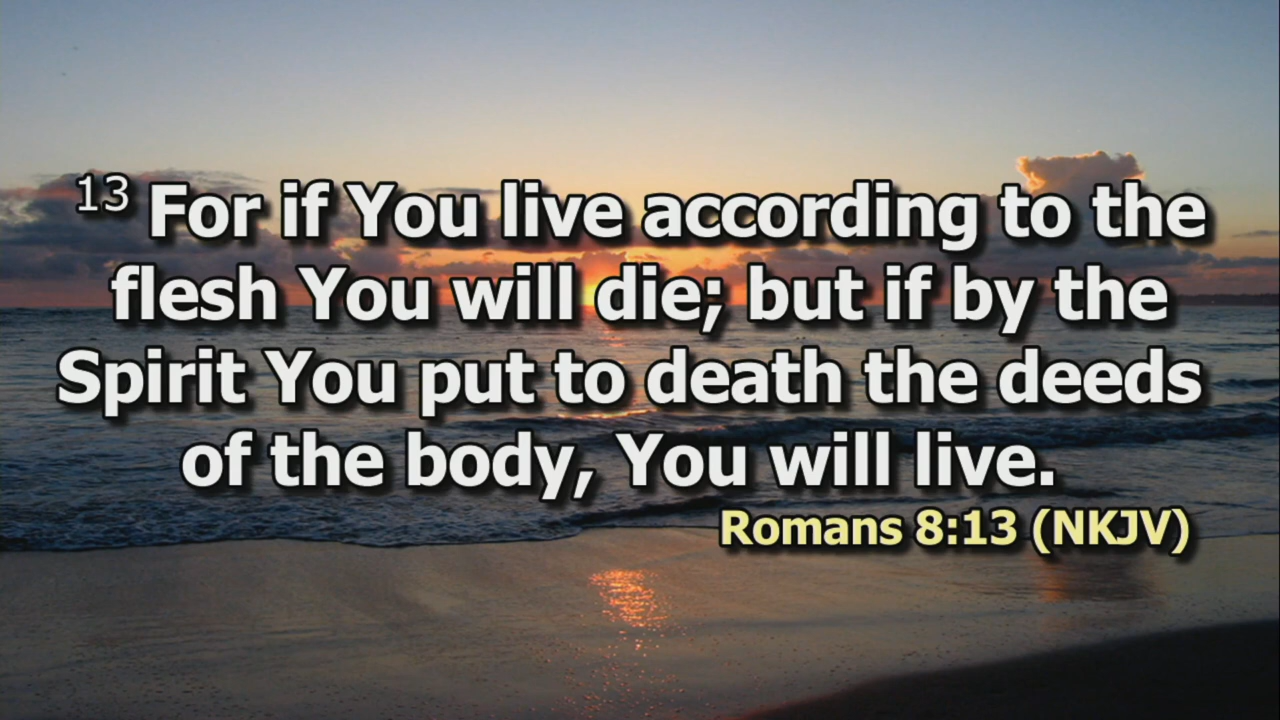 13 For if You live according to the
flesh You will die; but if by the
Spirit You put to death the deeds
of the body, You will live.
Romans 8:13 (NKJV)